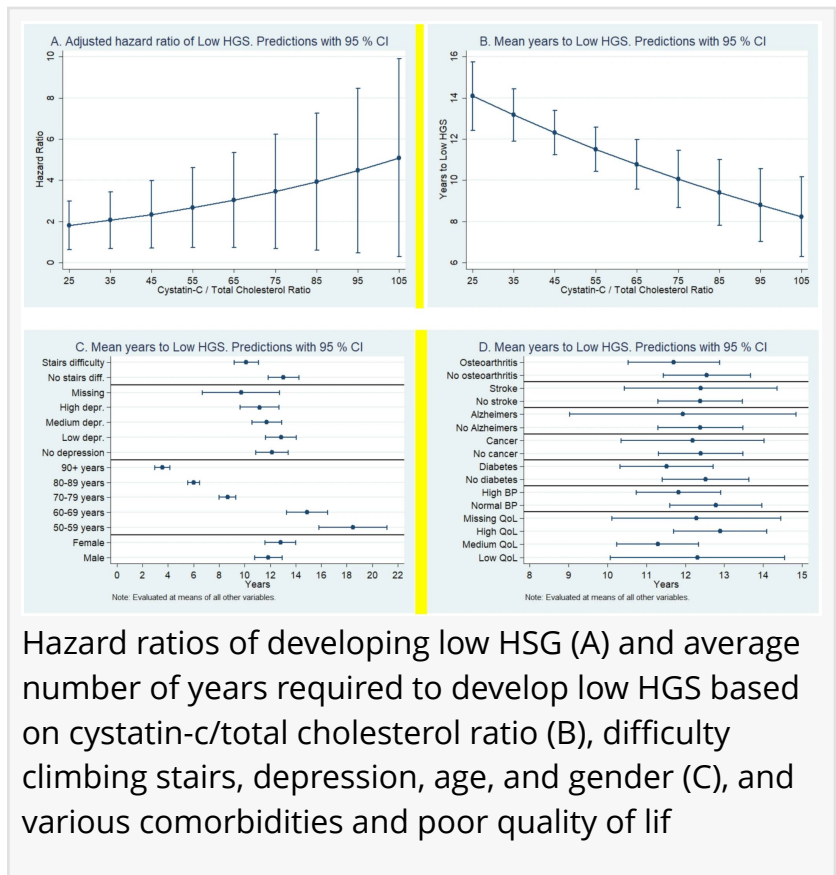 A. Adjusted hazard ratio of Low HGS. Predictions with 95 % CI
Hazard Ratio
10
8
6
4
2
0
25 35 45 55 65 75 85 95 105
Cystatin-C / Total Cholesterol Ratio
B. Mean years to Low HGS. Predictions with 95 % CI
Years to Low HGS
16
14
12
10
8
6
25 35 45 55 65 75 85 95 105
Cystatin-C / Total Cholesterol Ratio
C. Mean years to Low HGS. Predictions with 95 % CI
Stairs difficulty
No stairs diff.
Missing
High depr.
Medium depr.
Low depr.
No depression
90+ years
80-89 years
70-79 years
60-69 years
50-59 years
Female
Male
0 2 4 6 8 10 12 14 16 18 20 22
Years
Note: Evaluated at means of all other variables.
D. Mean years to Low HGS. Predictions with 95 % CI
Osteoarthritis
No osteoarthritis
Stroke
No stroke
Alzheimers
No Alzheimers
Cancer
No cancer
Diabetes
No diabetes
High BP
Normal BP
Missing QoL
High QoL
Medium QoL
Low QoL
8 9 10 11 12 13 14 15
Years
Note: Evaluated at means of all other variables.
Hazard ratios of developing low HSG (A) and average
number of years required to develop low HGS based
on cystatin-c/total cholesterol ratio (B), difficulty
climbing stairs, depression, age, and gender (C), and
various comorbidities and poor quality of lif